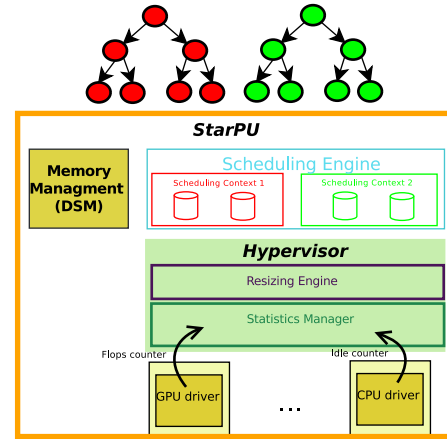 StarPU
Memory
Managment
(DSM)
Scheduling Engine
Scheduling Context 1
Scheduling Context 2
Hypervisor
Resizing Engine
Statistics Manager
Flops counter
Idle counter
GPU driver
...
CPU driver